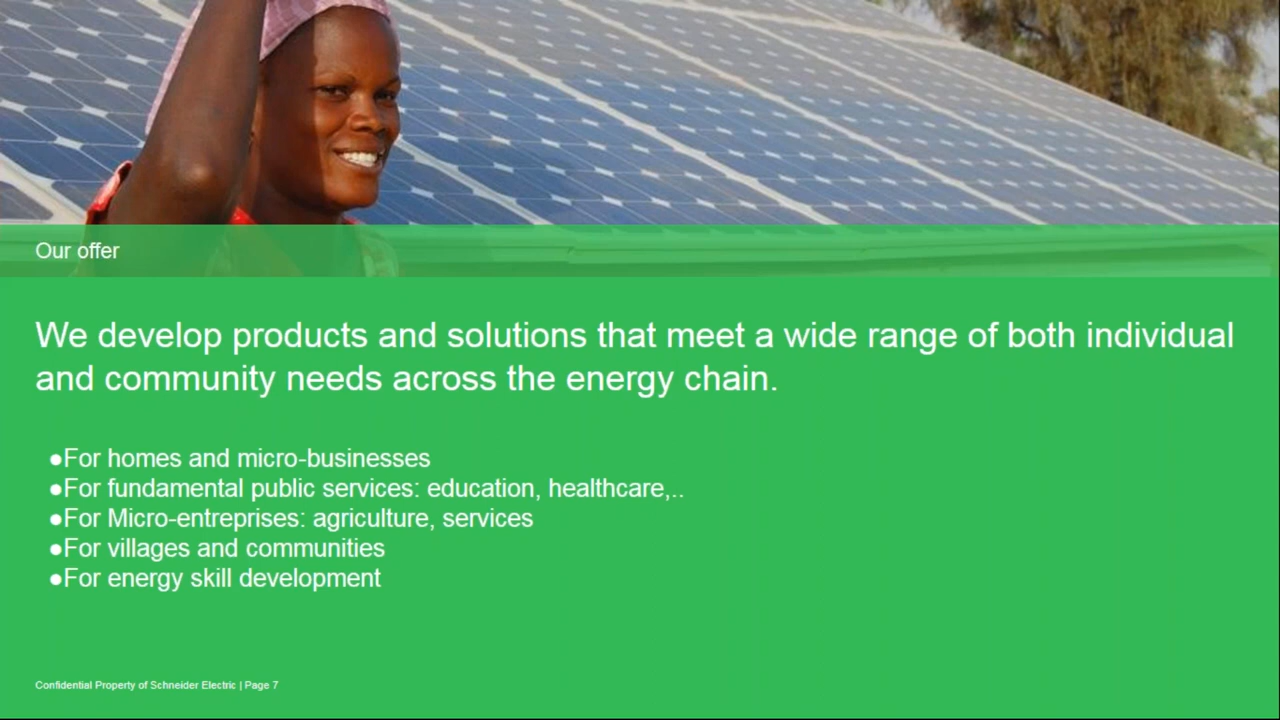 Our offer
We develop products and solutions that meet a wide range of both individual
and community needs across the energy chain.
●For homes and micro-businesses
●For fundamental public services: education, healthcare,..
●For Micro-entreprises: agriculture, services
●For villages and communities
●For energy skill development
Confidential Property of Schneider Electric | Page 7